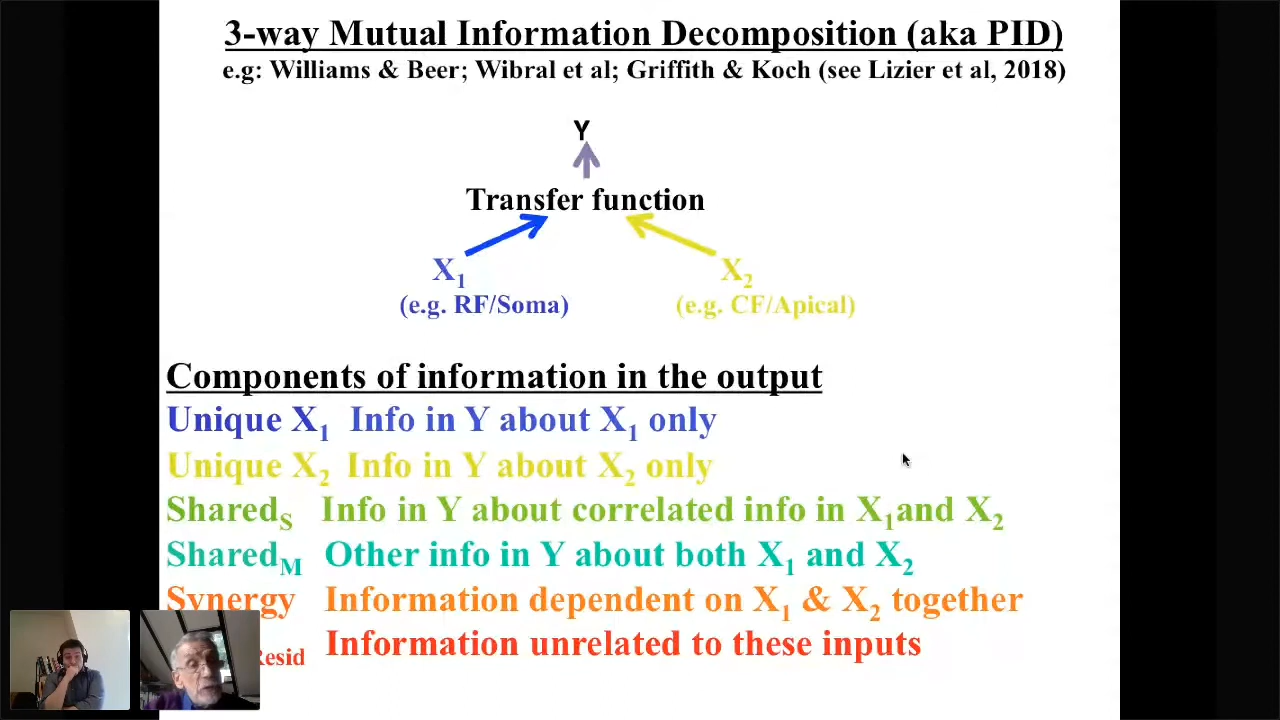 3-way Mutual Information Decomposition (aka PID)
e.g: Williams & Beer; Wibral et al; Griffith & Koch (see Lizier et al, 2018)
Y
Transfer function
X1 X2
(e.g. RF/Soma) (e.g. CF/Apical)
Components of information in the output
Unique X1 Info in Y about X1 only
Unique X2 Info in Y about X2 only
SharedS Info in Y about correlated info in X1and X2
SharedM Other info in Y about both X1 and X2
Synergy Information dependent on X1 & X2 together
Resid Information unrelated to these inputs